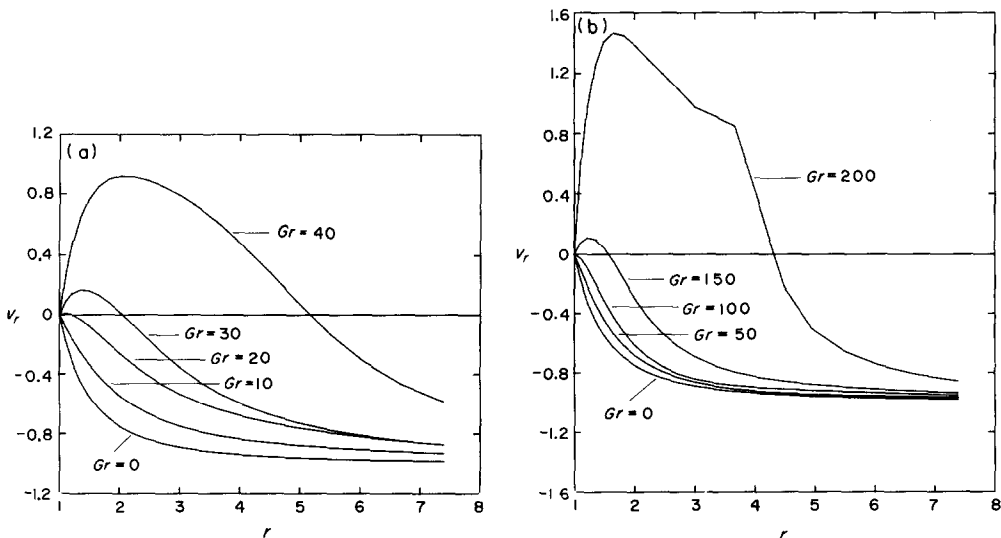 (a)
1.2
0.8
0.4
0
-0.4
-0.8
-1.2
v_r
Gr=40
Gr=30
Gr=20
Gr=10
Gr=0
1 2 3 4 5 6 7 8
r
(b)
1.6
1.2
0.8
0.4
0
-0.4
-0.8
-1.2
-1.6
v_r
Gr=200
Gr=150
Gr=100
Gr=50
Gr=0
1 2 3 4 5 6 7 8
r